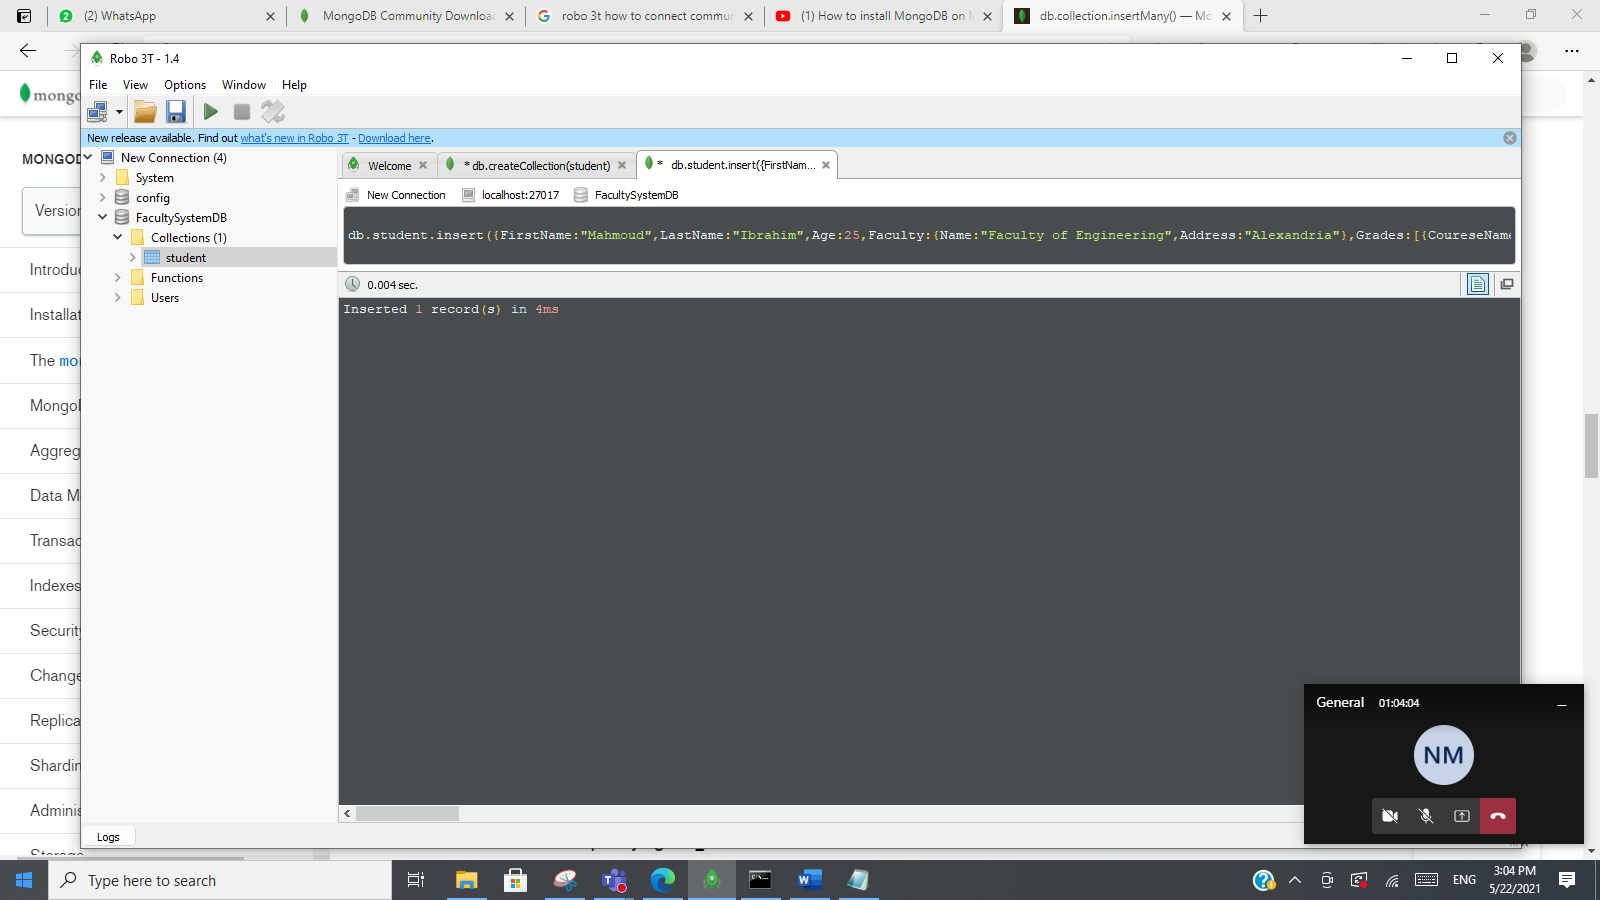 (2) WhatsApp
MongoDB Community Downloa
robo 3t how to connect commu
(1) How to install MongoDB on
db.collection.insertMany() — Mo
Robo 3T - 1.4
File View Options Window Help
New release available. Find out what's new in Robo 3T - Download here.
MONGOD
Version
Introdu
Installat
The mo
MongoD
Aggreg
Data M
Transac
Indexes
Security
Change
Replica
Shardin
Adminis
Storage
New Connection (4)
System
config
FacultySystemDB
Collections (1)
student
Functions
Users
Welcome
* db.createCollection(student)
* db.student.insert({FirstNam...
New Connection localhost:27017 FacultySystemDB
db.student.insert({FirstName:"Mahmoud",LastName:"Ibrahim",Age:25,Faculty:{Name:"Faculty of Engineering",Address:"Alexandria"},Grades:[{CoureseName
0.004 sec.
Inserted 1 record(s) in 4ms
General 01:04:04
NM
Logs
Type here to search
ENG
3:04 PM
5/22/2021